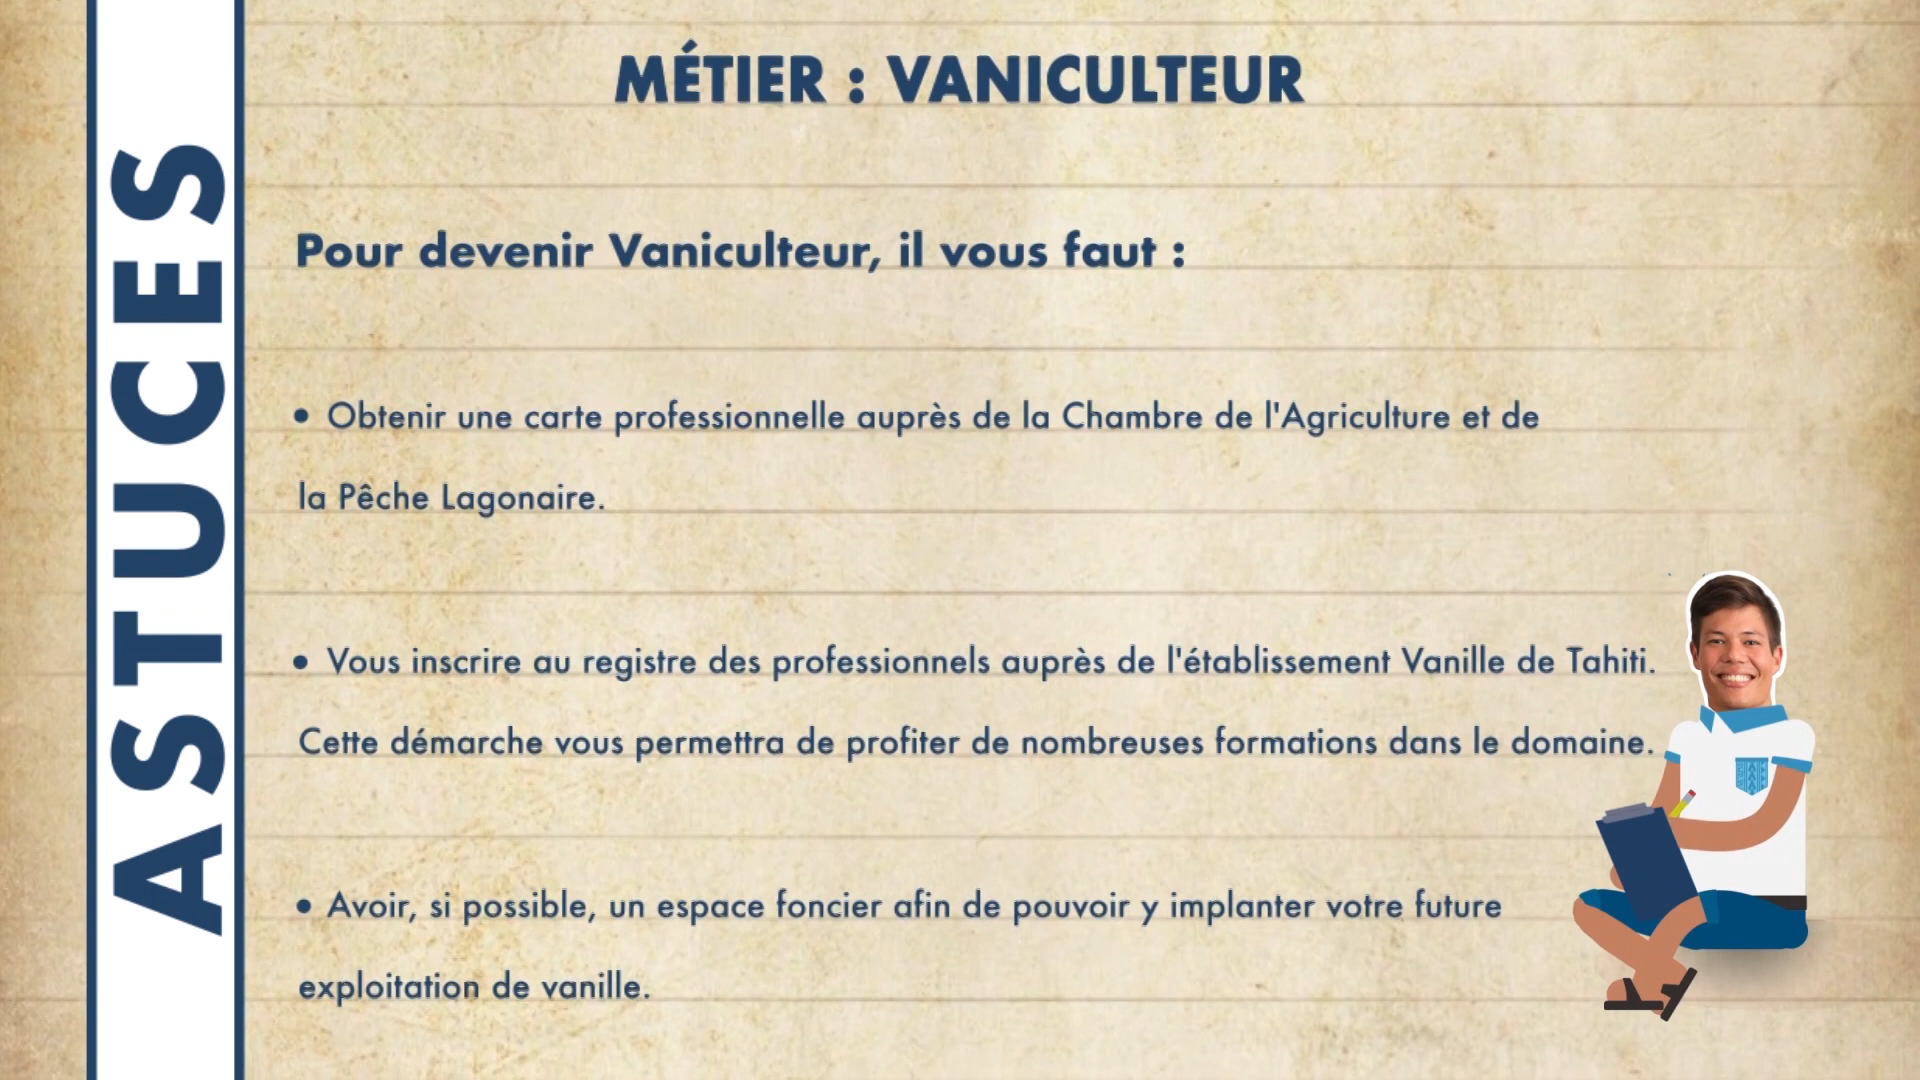 MÉTIER : VANICULTEUR
ASTUCES
Pour devenir Vaniculteur, il vous faut :
• Obtenir une carte professionnelle auprès de la Chambre de l'Agriculture et de
la Pêche Lagonaire.
• Vous inscrire au registre des professionnels auprès de l'établissement Vanille de Tahiti.
Cette démarche vous permettra de profiter de nombreuses formations dans le domaine.
• Avoir, si possible, un espace foncier afin de pouvoir y implanter votre future
exploitation de vanille.